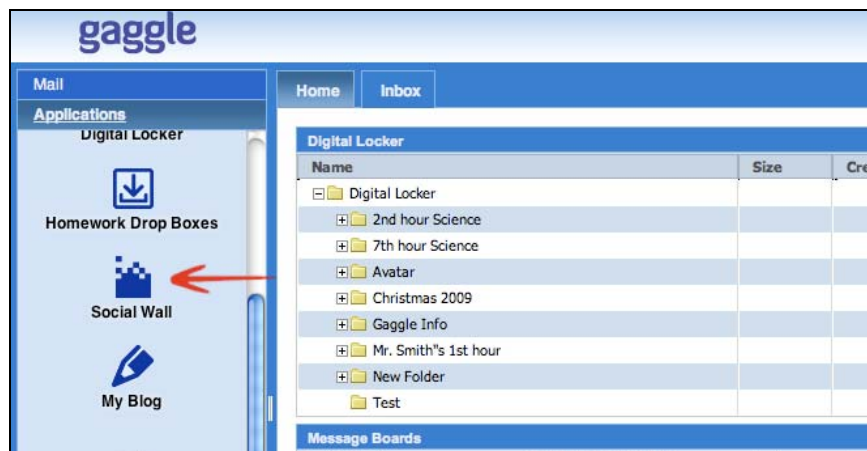 gaggle
Mail
Applications
Digital Locker
Homework Drop Boxes
Social Wall
My Blog
Home Inbox
Digital Locker
Name Size Cre
Digital Locker
2nd hour Science
7th hour Science
Avatar
Christmas 2009
Gaggle Info
Mr. Smith"s 1st hour
New Folder
Test
Message Boards